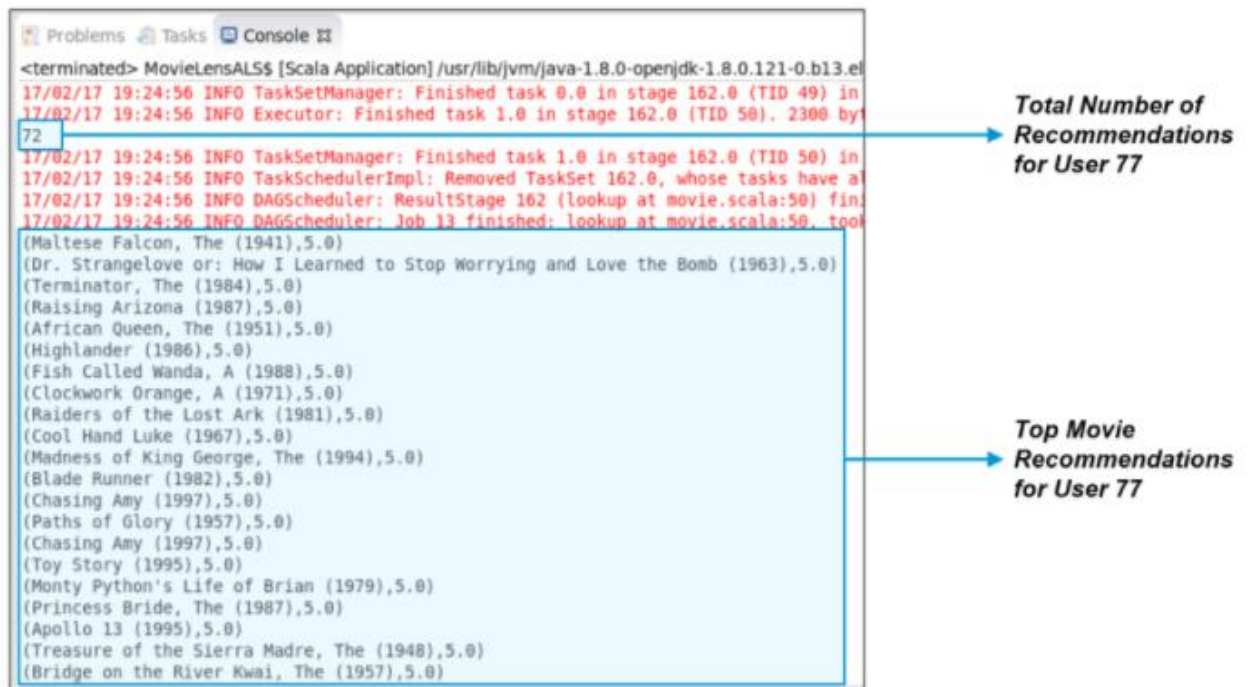 Problems Tasks Console
<terminated> MovieLensALS$ [Scala Application] /usr/lib/jvm/java-1.8.0-openjdk-1.8.0.121-0.b13.el
17/02/17 19:24:56 INFO TaskSetManager: Finished task 0.0 in stage 162.0 (TID 49) in
17/02/17 19:24:56 INFO Executor: Finished task 1.0 in stage 162.0 (TID 50). 2300 byt
72
17/02/17 19:24:56 INFO TaskSetManager: Finished task 1.0 in stage 162.0 (TID 50) in
17/02/17 19:24:56 INFO TaskSchedulerImpl: Removed TaskSet 162.0, whose tasks have al
17/02/17 19:24:56 INFO DAGScheduler: ResultStage 162 (lookup at movie.scala:50) fini
17/02/17 19:24:56 INFO DAGScheduler: Job 13 finished: lookup at movie.scala:50, took
(Maltese Falcon, The (1941),5.0)
(Dr. Strangelove or: How I Learned to Stop Worrying and Love the Bomb (1963),5.0)
(Terminator, The (1984),5.0)
(Raising Arizona (1987),5.0)
(African Queen, The (1951),5.0)
(Highlander (1986),5.0)
(Fish Called Wanda, A (1988),5.0)
(Clockwork Orange, A (1971),5.0)
(Raiders of the Lost Ark (1981),5.0)
(Cool Hand Luke (1967),5.0)
(Madness of King George, The (1994),5.0)
(Blade Runner (1982),5.0)
(Chasing Amy (1997),5.0)
(Paths of Glory (1957),5.0)
(Chasing Amy (1997),5.0)
(Toy Story (1995),5.0)
(Monty Python's Life of Brian (1979),5.0)
(Princess Bride, The (1987),5.0)
(Apollo 13 (1995),5.0)
(Treasure of the Sierra Madre, The (1948),5.0)
(Bridge on the River Kwai, The (1957),5.0)
Total Number of
Recommendations
for User 77
Top Movie
Recommendations
for User 77